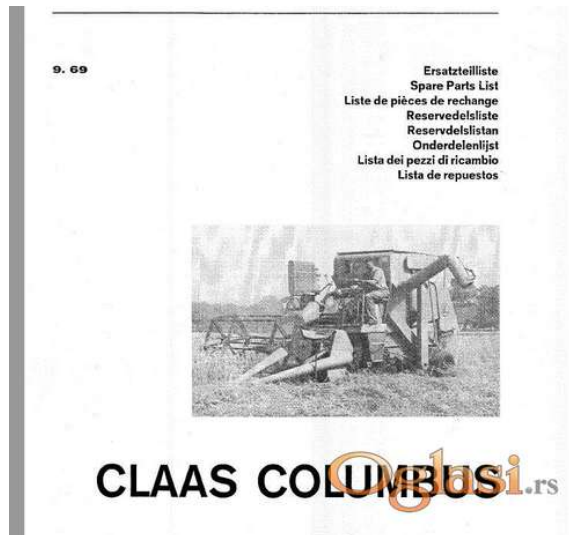 9. 69
Ersatzteilliste
Spare Parts List
Liste de pièces de rechange
Reservedelsliste
Reservdelslistan
Onderdelenlijst
Lista dei pezzi di ricambio
Lista de repuestos
CLAAS COLUMBUS
Oglasi.rs